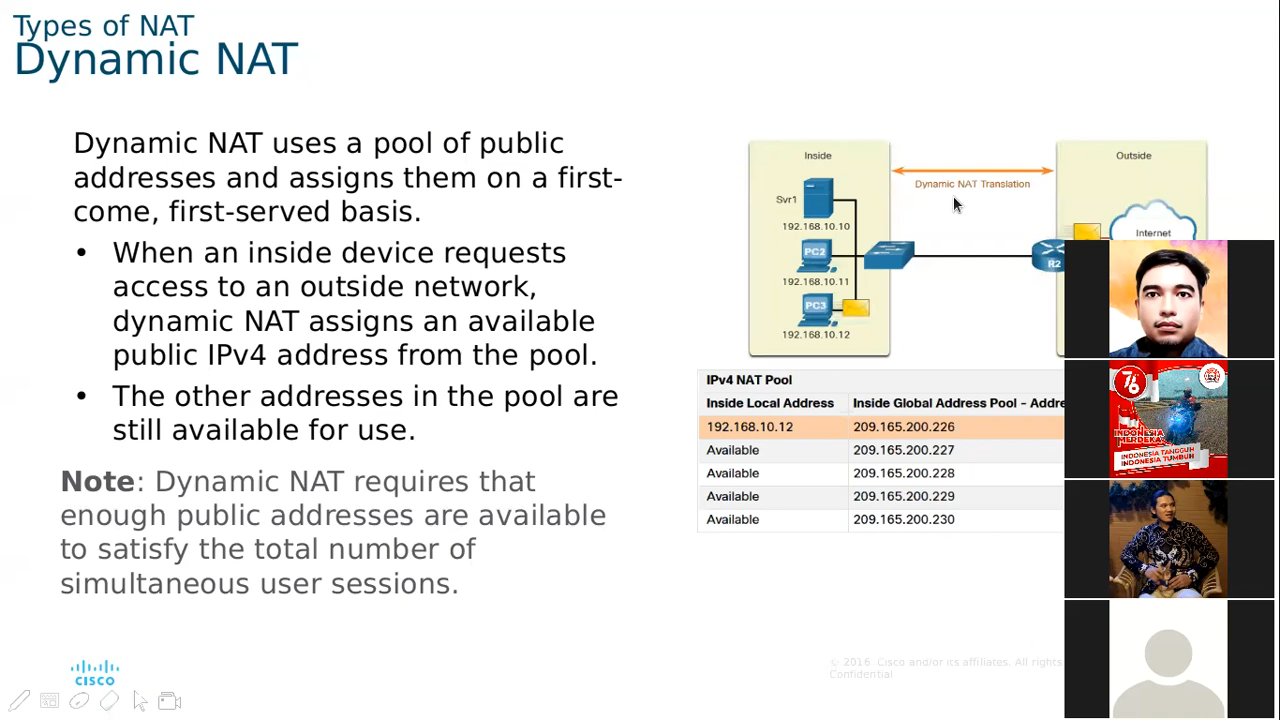 Types of NAT
Dynamic NAT
Dynamic NAT uses a pool of public
addresses and assigns them on a first-
come, first-served basis.
• When an inside device requests
access to an outside network,
dynamic NAT assigns an available
public IPv4 address from the pool.
• The other addresses in the pool are
still available for use.
Note: Dynamic NAT requires that
enough public addresses are available
to satisfy the total number of
simultaneous user sessions.
Inside
Outside
Dynamic NAT Translation
Svr1
192.168.10.10
PC2
192.168.10.11
PC3
192.168.10.12
R2
Internet
IPv4 NAT Pool
Inside Local Address Inside Global Address Pool - Addre
192.168.10.12 209.165.200.226
Available 209.165.200.227
Available 209.165.200.228
Available 209.165.200.229
Available 209.165.200.230
76
INDONESIA
MERDEKA
INDONESIA TANGGUH
INDONESIA TUMBUH
CISCO
© 2016 Cisco and/or its affiliates. All rights
Confidential